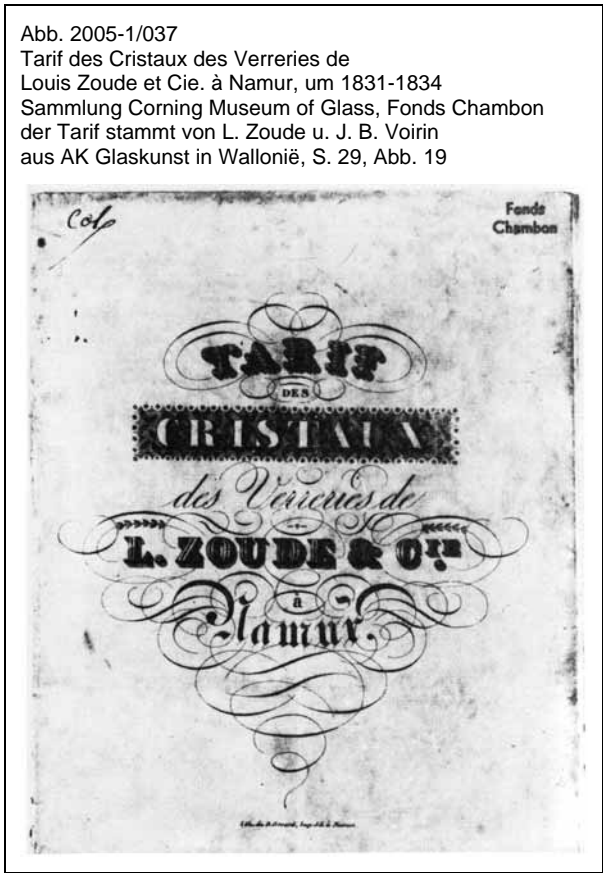 Abb. 2005-1/037
Tarif des Cristaux des Verreries de
Louis Zoude et Cie. à Namur, um 1831-1834
Sammlung Corning Museum of Glass, Fonds Chambon
der Tarif stammt von L. Zoude u. J. B. Voirin
aus AK Glaskunst in Wallonië, S. 29, Abb. 19
Col
Fonds
Chambon
TARIF
DES
CRISTAUX
des Verreries de
L. ZOUDE & CIE.
à
Namur.